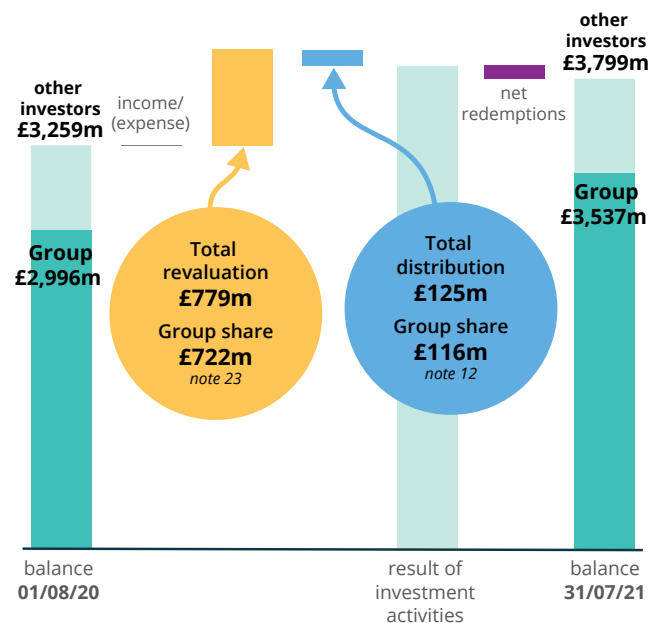 other
investors
£3,259m
income/
(expense)
Group
£2,996m
Total
revaluation
£779m
Group share
£722m
note 23
Total
distribution
£125m
Group share
£116m
note 12
net
redemptions
other
investors
£3,799m
Group
£3,537m
balance
01/08/20
result of
investment
activities
balance
31/07/21